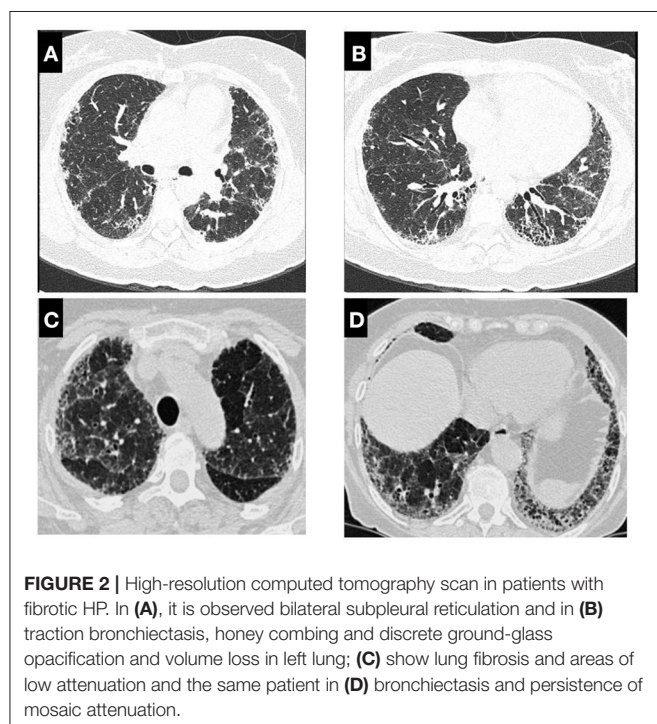 A
B
C
D
FIGURE 2 | High-resolution computed tomography scan in patients with
fibrotic HP. In (A), it is observed bilateral subpleural reticulation and in (B)
traction bronchiectasis, honey combing and discrete ground-glass
opacification and volume loss in left lung; (C) show lung fibrosis and areas of
low attenuation and the same patient in (D) bronchiectasis and persistence of
mosaic attenuation.